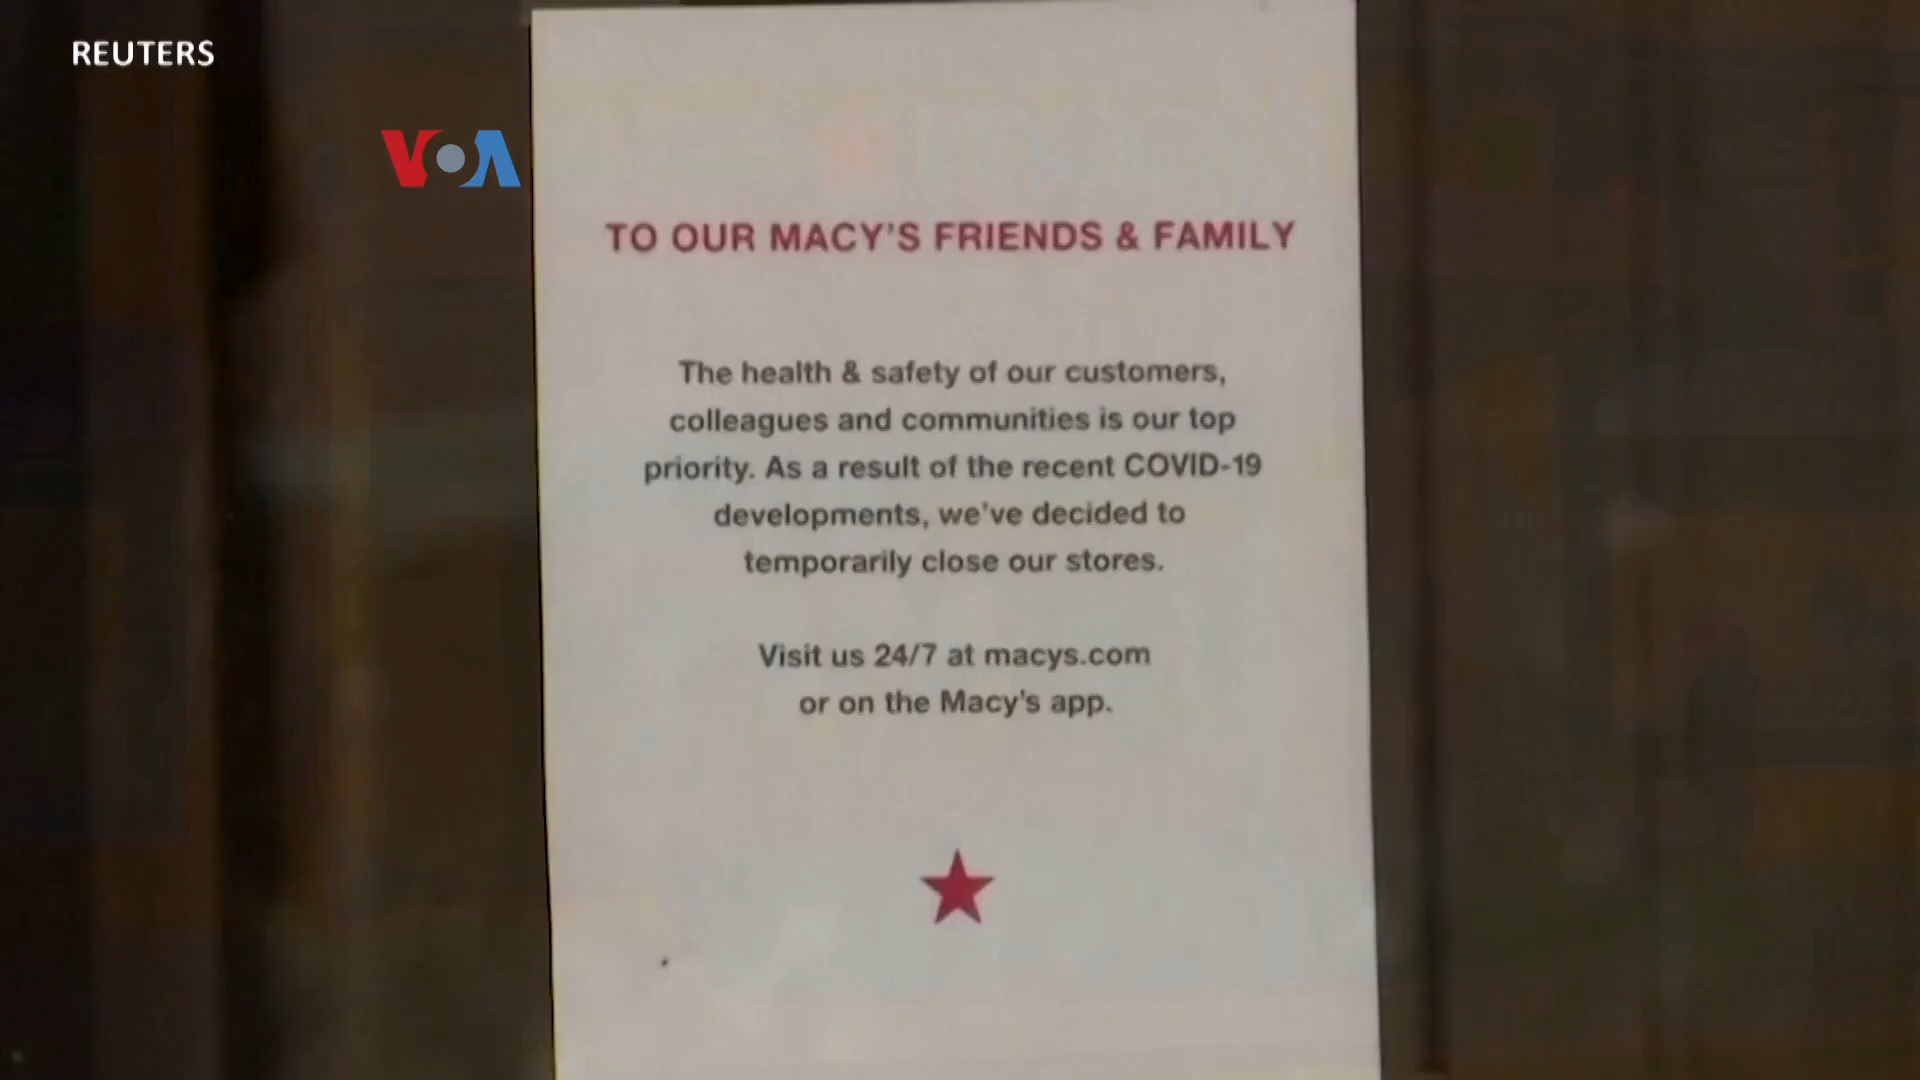 REUTERS
VOA
TO OUR MACY'S FRIENDS & FAMILY
The health & safety of our customers,
colleagues and communities is our top
priority. As a result of the recent COVID-19
developments, we've decided to
temporarily close our stores.
Visit us 24/7 at macys.com
or on the Macy's app.